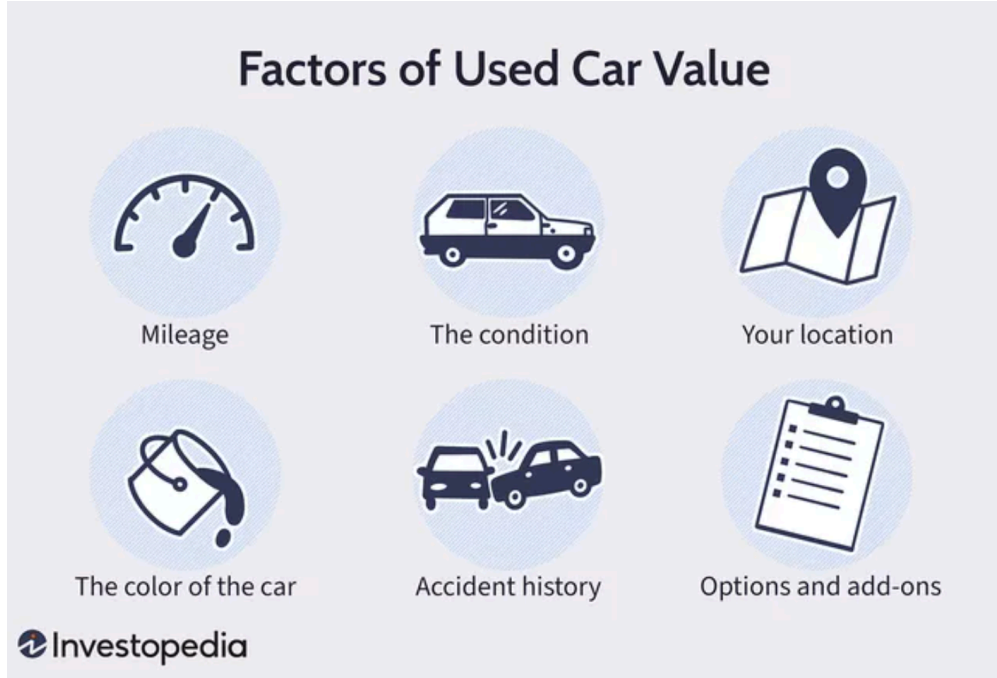 Factors of Used Car Value
Mileage
The condition
Your location
The color of the car
Accident history
Options and add-ons
Investopedia